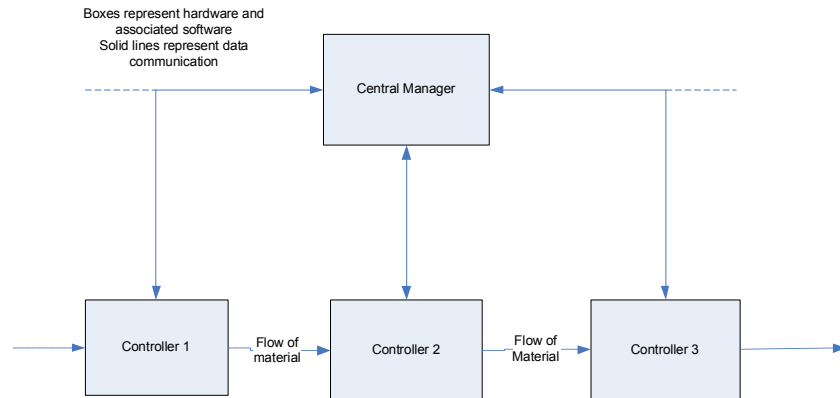 Boxes represent hardware and
associated software
Solid lines represent data
communication
Central Manager
Controller 1
Flow of
material
Controller 2
Flow of
Material
Controller 3